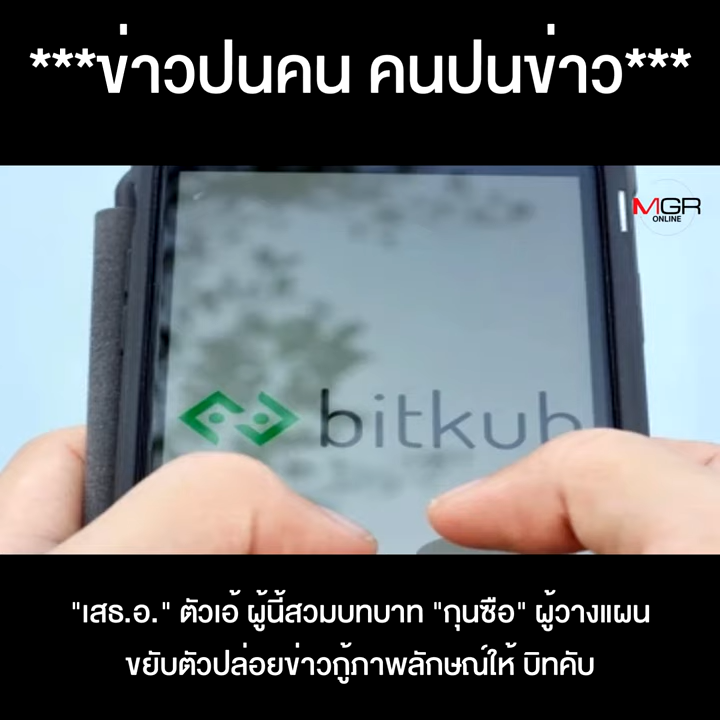 ***ข่าวปนคน คนปนข่าว***
MGR
ONLINE
bitkub
"เสธ.อ." ตัวเอ้ ผู้นี้สวมบทบาท "กุนซือ" ผู้วางแผน
ขยับตัวปล่อยข่าวกู้ภาพลักษณ์ให้ บิทคับ